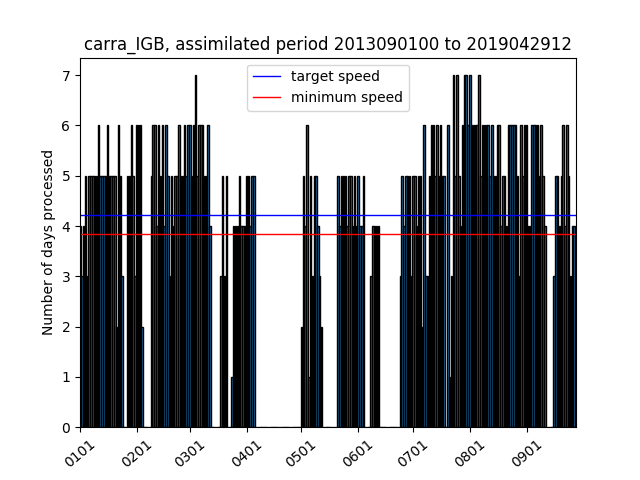 carra_IGB, assimilated period 2013090100 to 2019042912
target speed
minimum speed
Number of days processed
7
6
5
4
3
2
1
0
0101 0201 0301 0401 0501 0601 0701 0801 0901